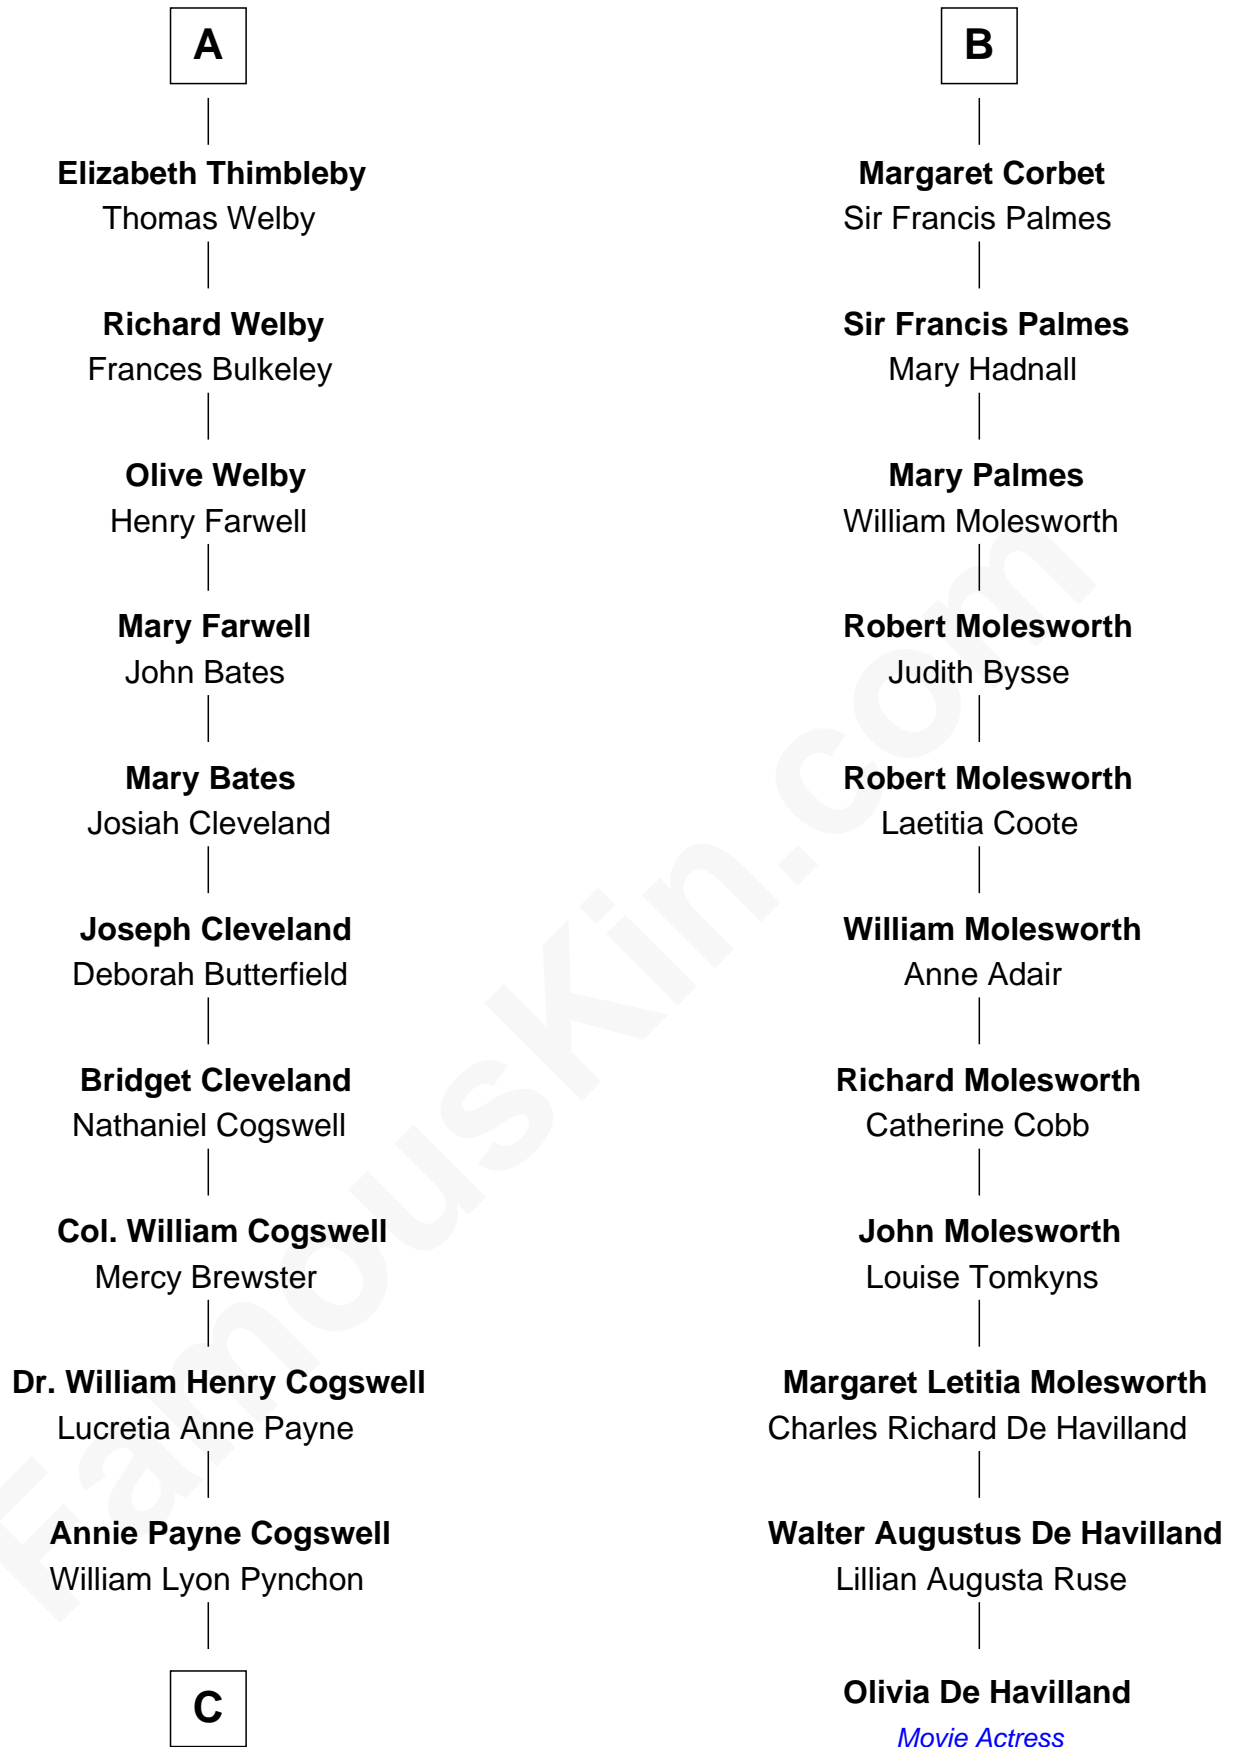 A
Elizabeth Thimbleby
Thomas Welby
Richard Welby
Frances Bulkeley
Olive Welby
Henry Farwell
Mary Farwell
John Bates
Mary Bates
Josiah Cleveland
Joseph Cleveland
Deborah Butterfield
Bridget Cleveland
Nathaniel Cogswell
Col. William Cogswell
Mercy Brewster
Dr. William Henry Cogswell
Lucretia Anne Payne
Annie Payne Cogswell
William Lyon Pynchon
C
B
Margaret Corbet
Sir Francis Palmes
Sir Francis Palmes
Mary Hadnall
Mary Palmes
William Molesworth
Robert Molesworth
Judith Bysse
Robert Molesworth
Laetitia Coote
William Molesworth
Anne Adair
Richard Molesworth
Catherine Cobb
John Molesworth
Louise Tomkyns
Margaret Letitia Molesworth
Charles Richard De Havilland
Walter Augustus De Havilland
Lillian Augusta Ruse
Olivia De Havilland
Movie Actress
FamousKin.com